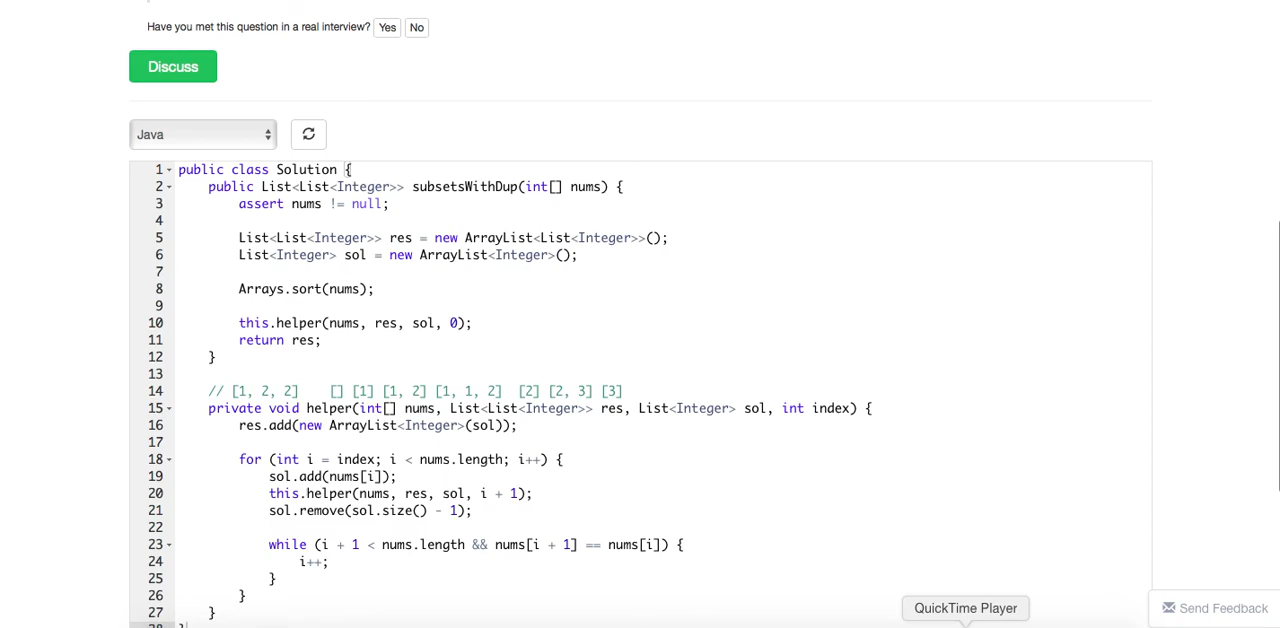 Have you met this question in a real interview? Yes No
Discuss
Java
1 public class Solution {
2 public List<List<Integer>> subsetsWithDup(int[] nums) {
3 assert nums != null;
4
5 List<List<Integer>> res = new ArrayList<List<Integer>>();
6 List<Integer> sol = new ArrayList<Integer>();
7
8 Arrays.sort(nums);
9
10 this.helper(nums, res, sol, 0);
11 return res;
12 }
13
14 // [1, 2, 2] [] [1] [1, 2] [1, 1, 2] [2] [2, 3] [3]
15 private void helper(int[] nums, List<List<Integer>> res, List<Integer> sol, int index) {
16 res.add(new ArrayList<Integer>(sol));
17
18 for (int i = index; i < nums.length; i++) {
19 sol.add(nums[i]);
20 this.helper(nums, res, sol, i + 1);
21 sol.remove(sol.size() - 1);
22
23 while (i + 1 < nums.length && nums[i + 1] == nums[i]) {
24 i++;
25 }
26 }
27 }
28 }
QuickTime Player
Send Feedback